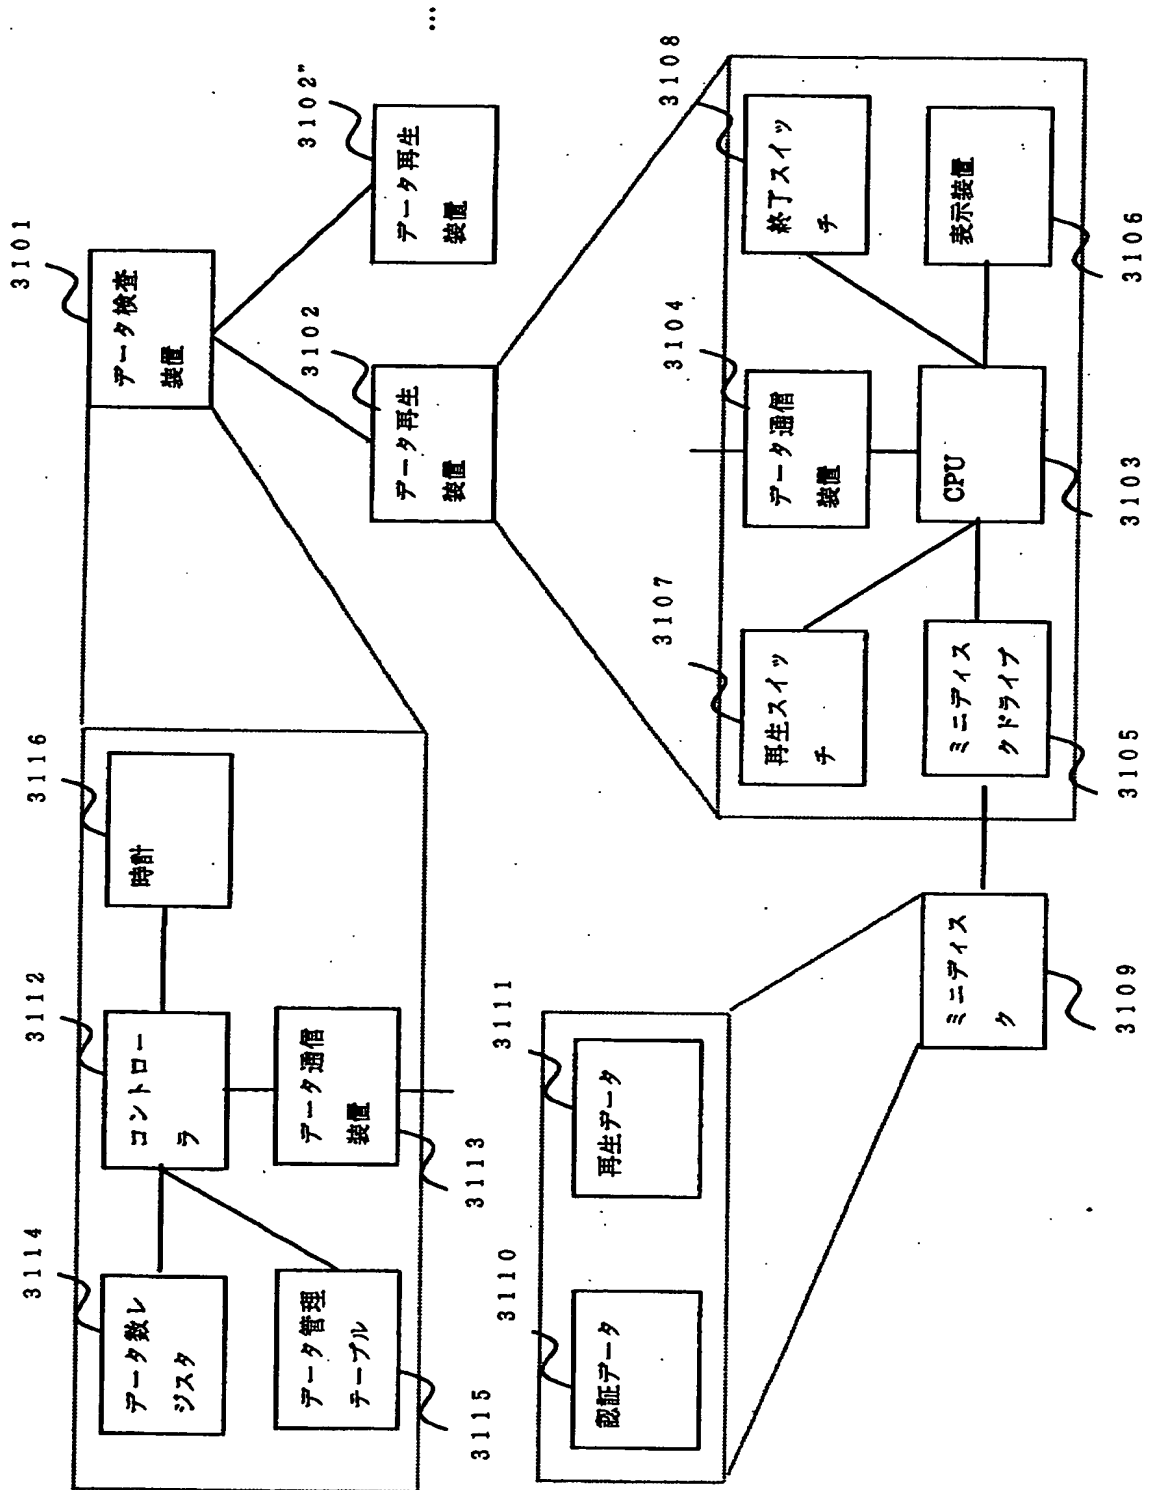 3114
データ数レ
ジスタ
3112
コントロー
ラ
3116
時計
3101
データ検査
装置
3115
データ管理
テーブル
3113
データ通信
装置
3102
データ再生
装置
3102"
データ再生
装置
…
3110
認証データ
3111
再生データ
3107
再生スイッ
チ
3104
データ通信
装置
3108
終了スイッ
チ
3109
ミニディス
ク
3105
ミニディス
クドライブ
3103
CPU
3106
表示装置